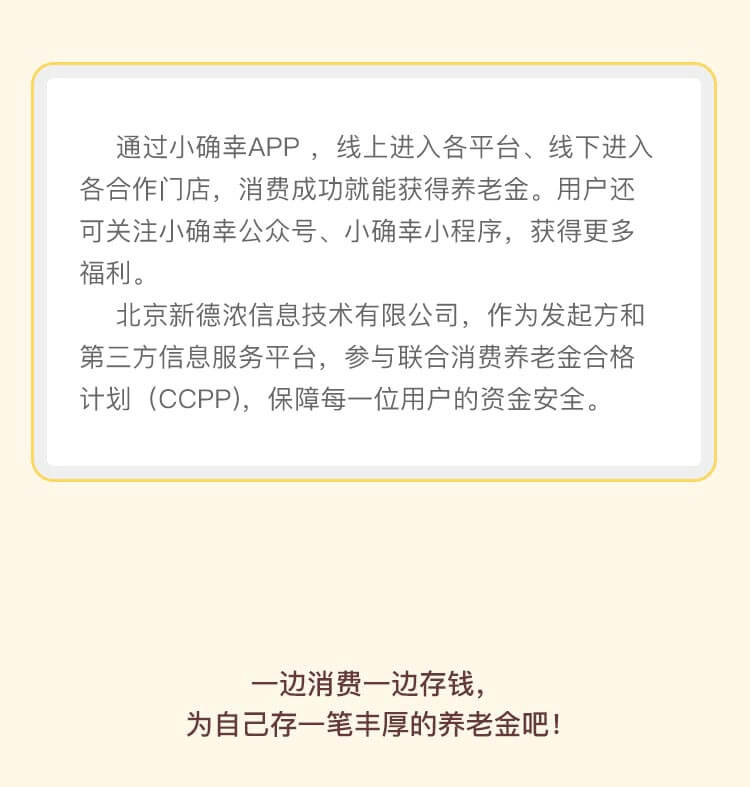 通过小确幸APP ，线上进入各平台、线下进入
各合作门店，消费成功就能获得养老金。用户还
可关注小确幸公众号、小确幸小程序，获得更多
福利。
北京新德浓信息技术有限公司，作为发起方和
第三方信息服务平台，参与联合消费养老金合格
计划（CCPP)，保障每一位用户的资金安全。
一边消费一边存钱，
为自己存一笔丰厚的养老金吧！